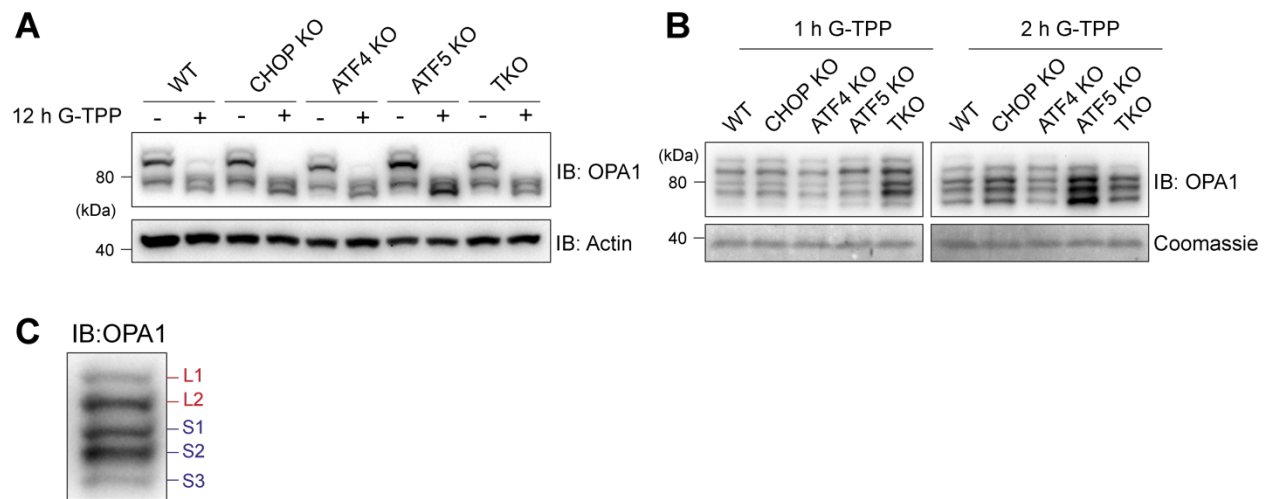 A
WT
CHOP KO
ATF4 KO
ATF5 KO
TKO
12 h G-TPP - + - + - + - + - +
80
(kDa)
40
IB: OPA1
IB: Actin
B
1 h G-TPP
2 h G-TPP
WT
CHOP KO
ATF4 KO
ATF5 KO
TKO
WT
CHOP KO
ATF4 KO
ATF5 KO
TKO
(kDa)
80
40
IB: OPA1
Coomassie
C
IB:OPA1
L1
L2
S1
S2
S3